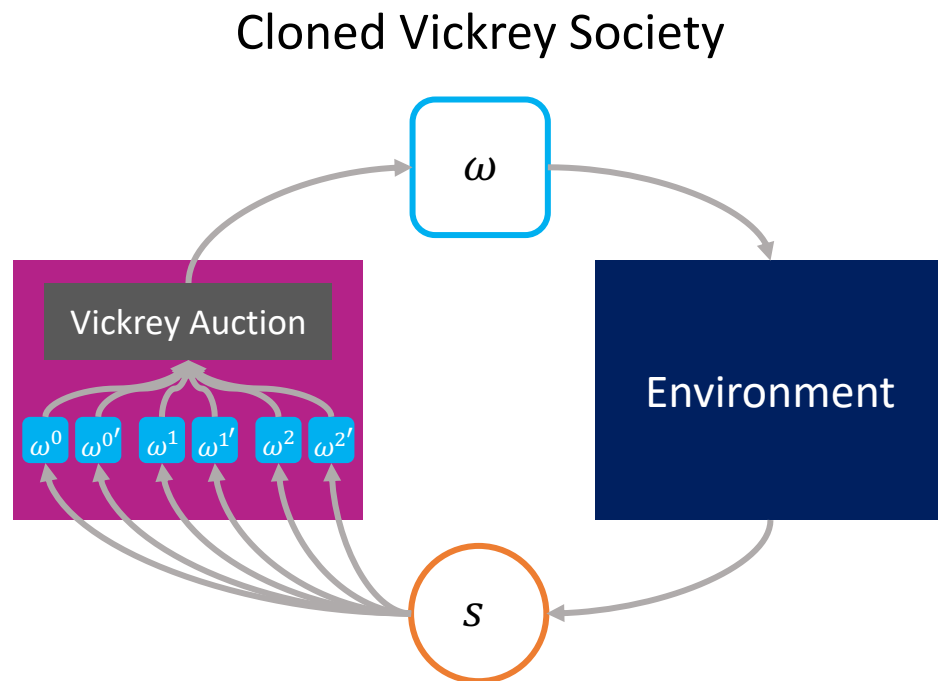 Cloned Vickrey Society
ω
Vickrey Auction
Environment
ω⁰ ω⁰′ ω¹ ω¹′ ω² ω²′
s